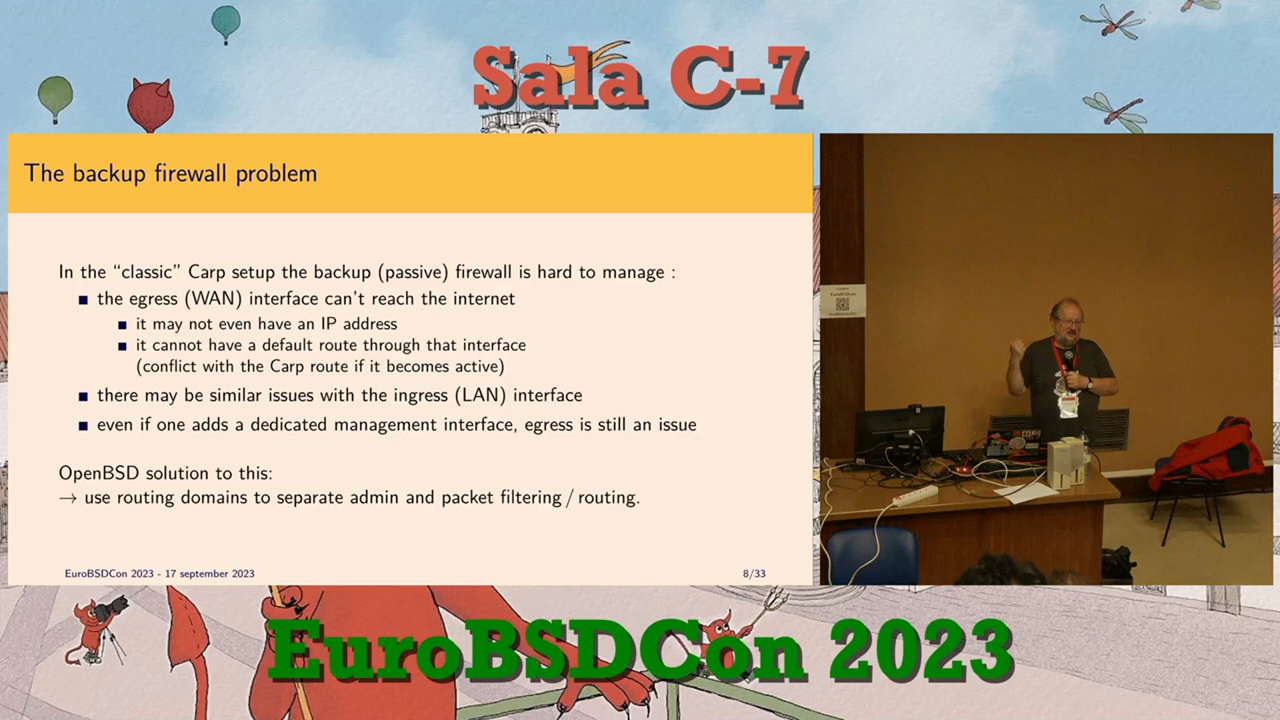 Sala C-7
The backup firewall problem
In the “classic” Carp setup the backup (passive) firewall is hard to manage :
the egress (WAN) interface can't reach the internet
it may not even have an IP address
it cannot have a default route through that interface
(conflict with the Carp route if it becomes active)
there may be similar issues with the ingress (LAN) interface
even if one adds a dedicated management interface, egress is still an issue
OpenBSD solution to this:
→ use routing domains to separate admin and packet filtering / routing.
EuroBSDCon 2023 - 17 september 2023
8/33
EuroBSDCon 2023